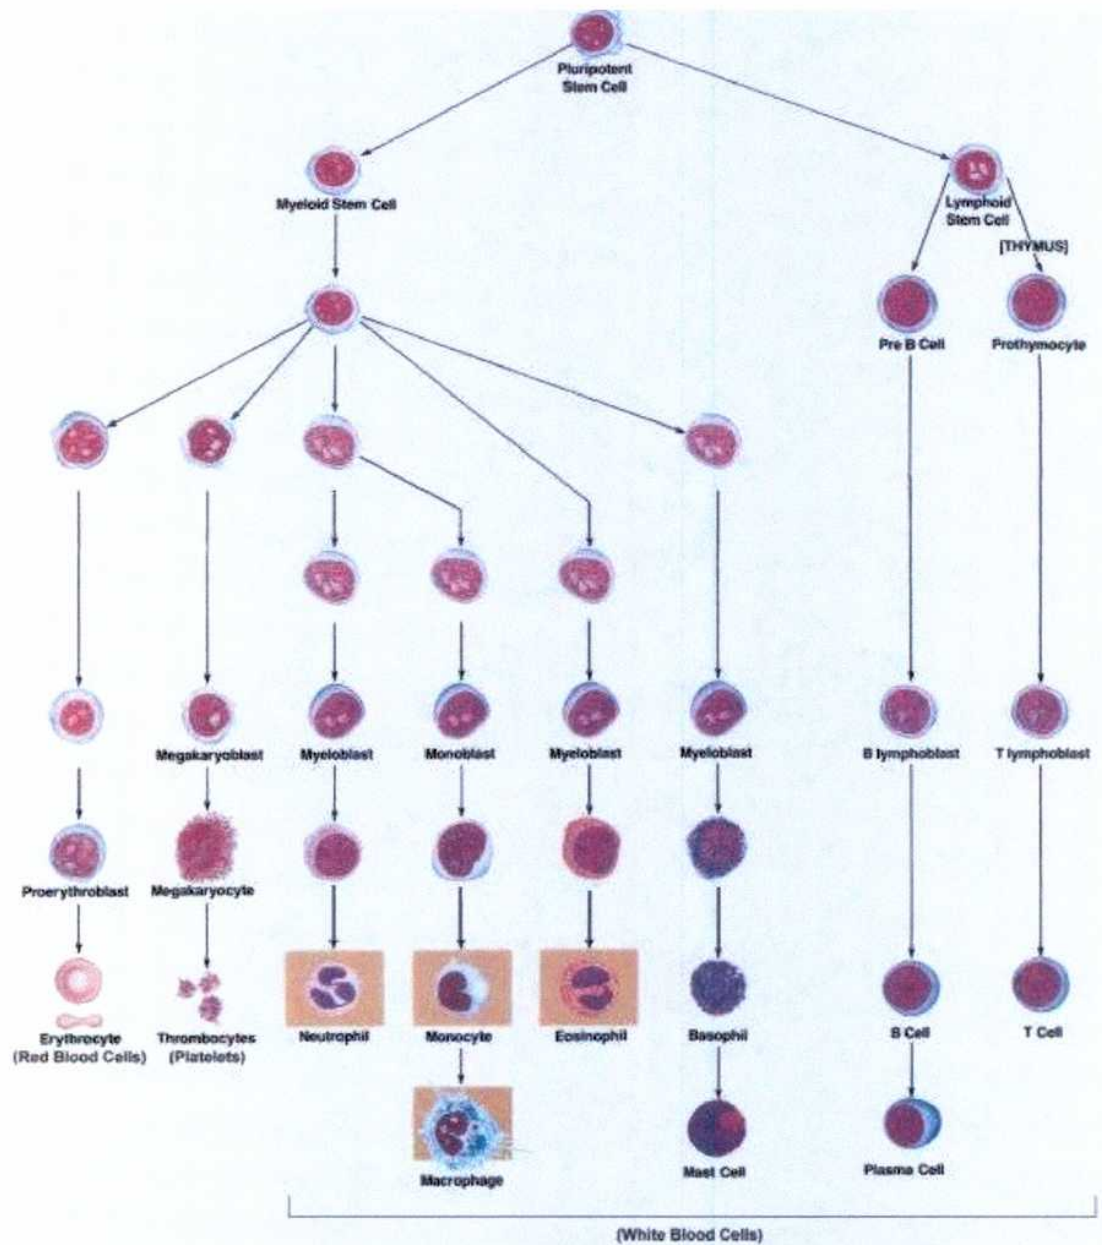 Pluripotent
Stem Cell
Myeloid Stem Cell
Lymphoid
Stem Cell
[THYMUS]
Pre B Cell
Prothymocyte
Megakaryoblast
Myeloblast
Monoblast
Myeloblast
Myeloblast
B lymphoblast
T lymphoblast
Proerythroblast
Megakaryocyte
Erythrocyte
(Red Blood Cells)
Thrombocytes
(Platelets)
Neutrophil
Monocyte
Eosinophil
Basophil
B Cell
T Cell
Macrophage
Mast Cell
Plasma Cell
(White Blood Cells)